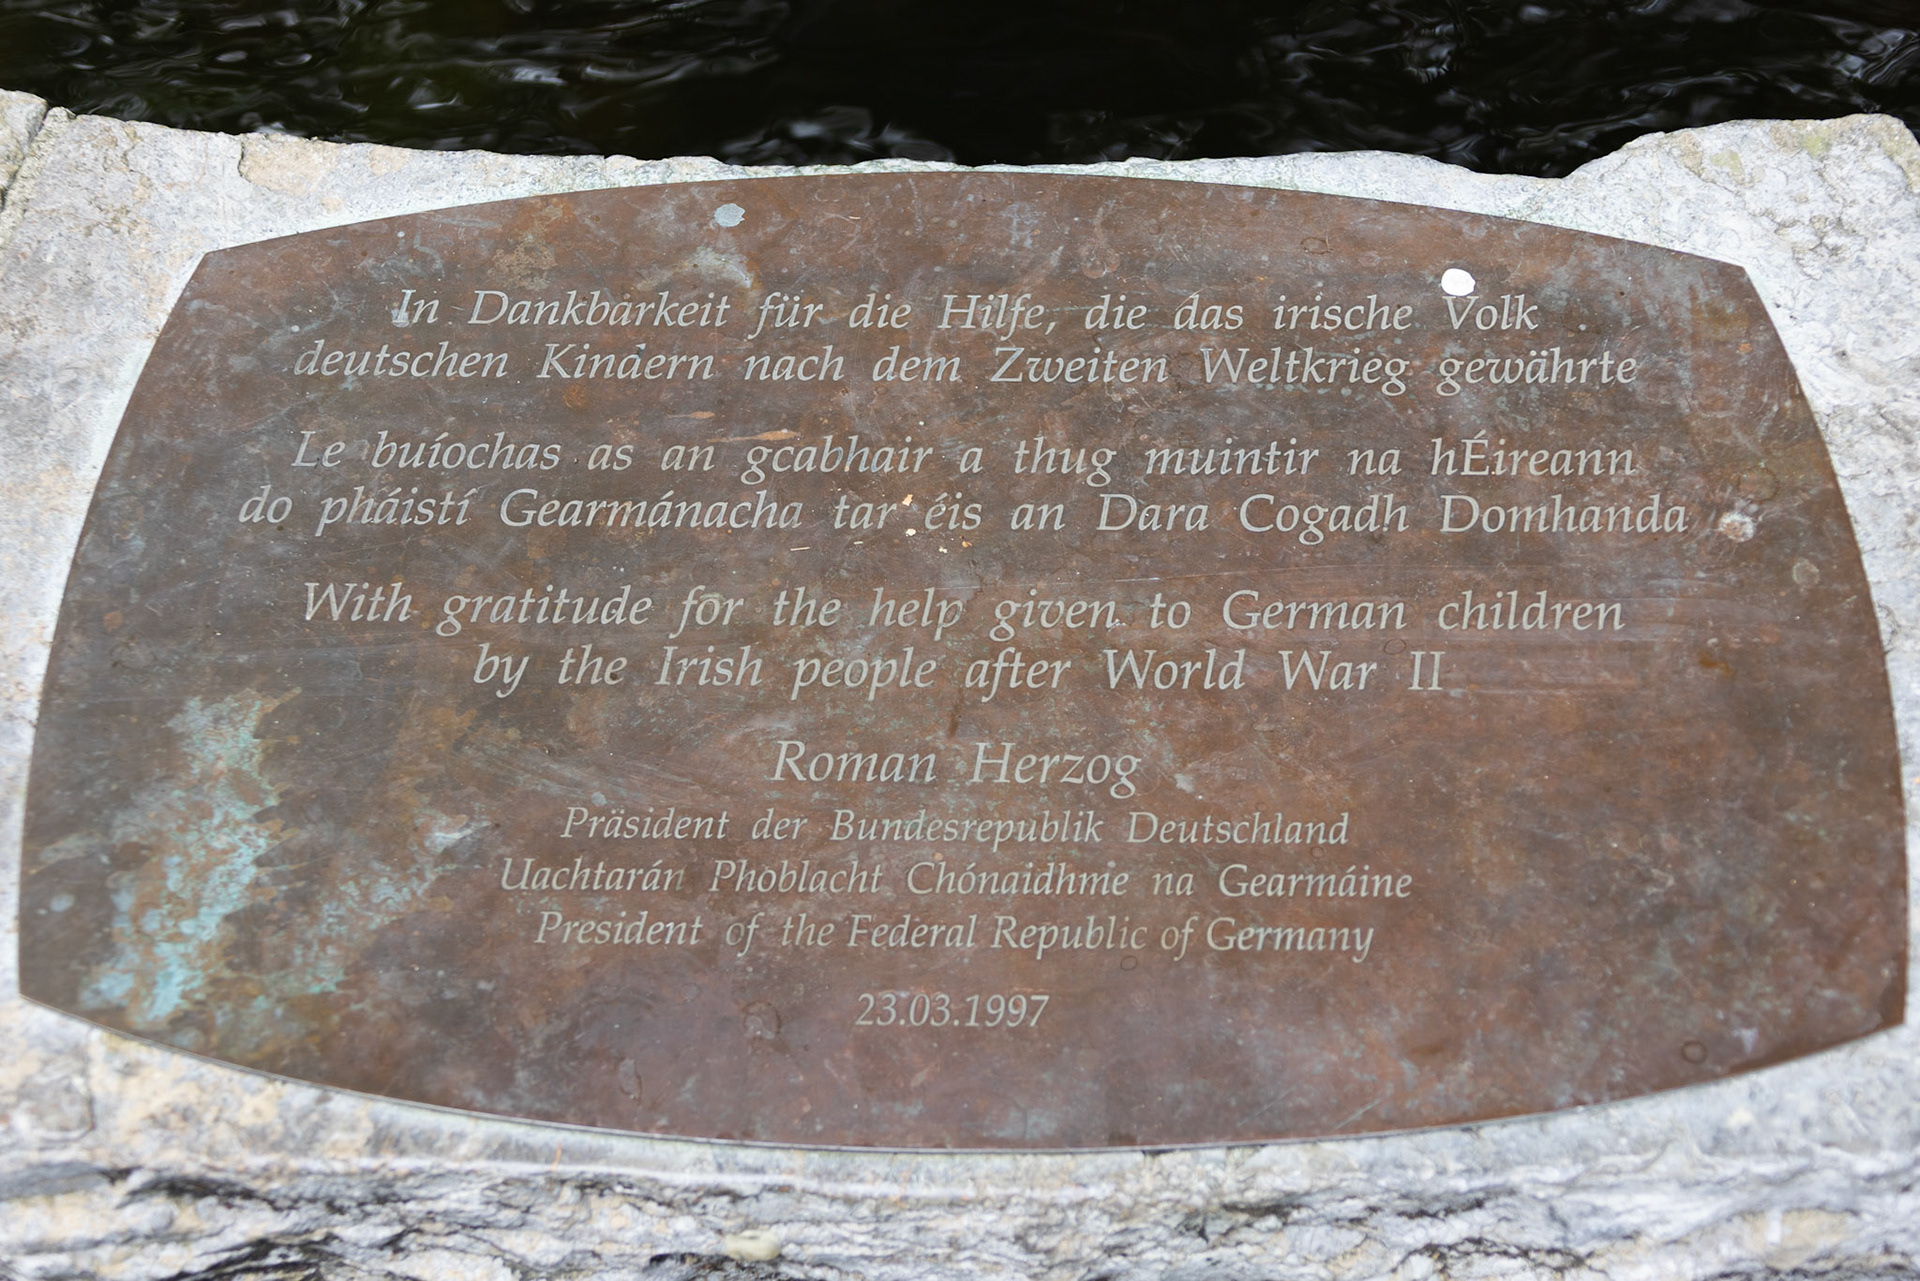 In Dankbarkeit für die Hilfe, die das irische Volk
deutschen Kindern nach dem Zweiten Weltkrieg gewährte
Le buíochas as an gcabhair a thug muintir na hÉireann
do pháistí Gearmánacha tar éis an Dara Cogadh Domhanda
With gratitude for the help given to German children
by the Irish people after World War II
Roman Herzog
Präsident der Bundesrepublik Deutschland
Uachtarán Phoblacht Chónaidhme na Gearmáine
President of the Federal Republic of Germany
23.03.1997